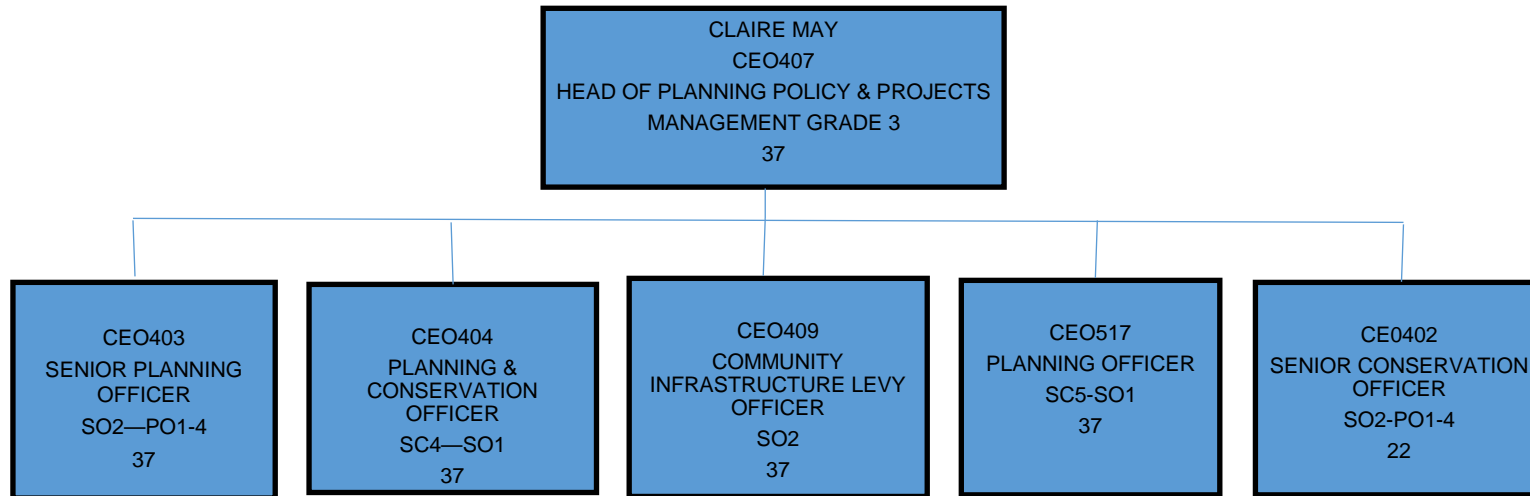 CLAIRE MAY
CEO407
HEAD OF PLANNING POLICY & PROJECTS
MANAGEMENT GRADE 3
37
CEO403
SENIOR PLANNING
OFFICER
SO2—PO1-4
37
CEO404
PLANNING &
CONSERVATION
OFFICER
SC4—SO1
37
CEO409
COMMUNITY
INFRASTRUCTURE LEVY
OFFICER
SO2
37
CEO517
PLANNING OFFICER
SC5-SO1
37
CE0402
SENIOR CONSERVATION
OFFICER
SO2-PO1-4
22